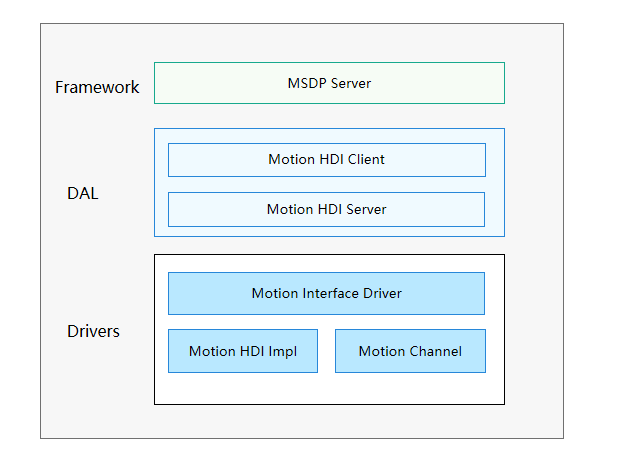 Framework
MSDP Server
DAL
Motion HDI Client
Motion HDI Server
Drivers
Motion Interface Driver
Motion HDI Impl
Motion Channel